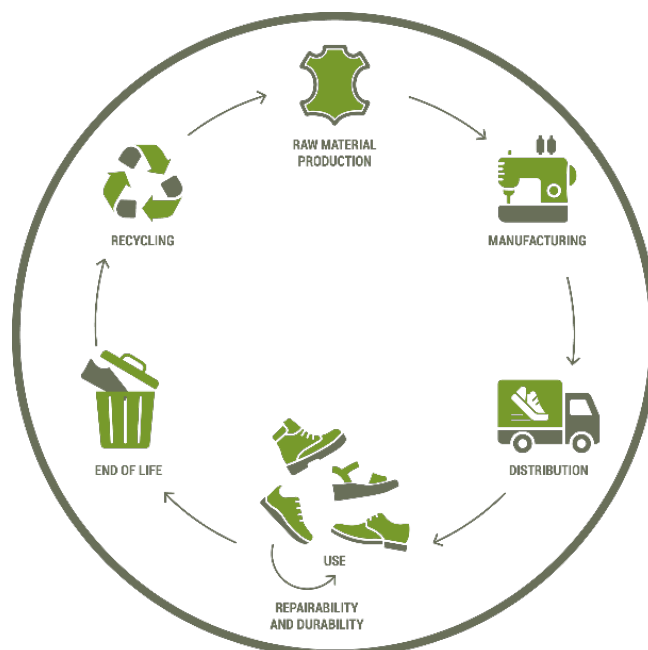 RAW MATERIAL
PRODUCTION
MANUFACTURING
DISTRIBUTION
USE
REPAIRABILITY
AND DURABILITY
END OF LIFE
RECYCLING